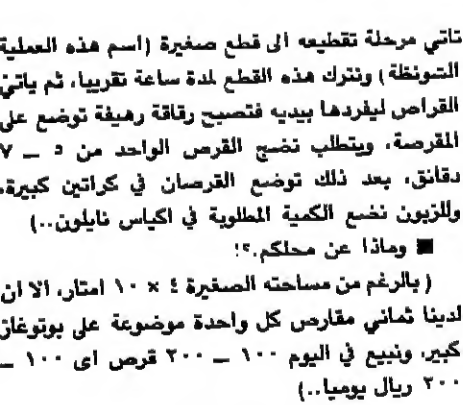 تاتي مرحلة تقطيعه الى قطع صغيرة (اسم هذه العملية
الشونظة) ونترك هذه القطع لمدة ساعة تقريبا، ثم ياتي
القراص ليفردها بيديه فتصبح رقاقة رهيفة توضع على
المقرصة، ويتطلب نضج القرص الواحد من ٥ ــ ٧
دقائق، بعد ذلك توضع القرصان في كراتين كبيرة،
وللزبون نضع الكمية المطلوبة في اكياس نايلون..)
■ وماذا عن محلكم.؟!
(بالرغم من مساحته الصغيرة ٤ × ١٠ امتار، الا ان
لدينا ثماني مقارص كل واحدة موضوعة على بوتوغاز
كبير، ونبيع في اليوم ١٠٠ ــ ٢٠٠ قرص اى ١٠٠ ــ
٢٠٠ ريال يوميا..)